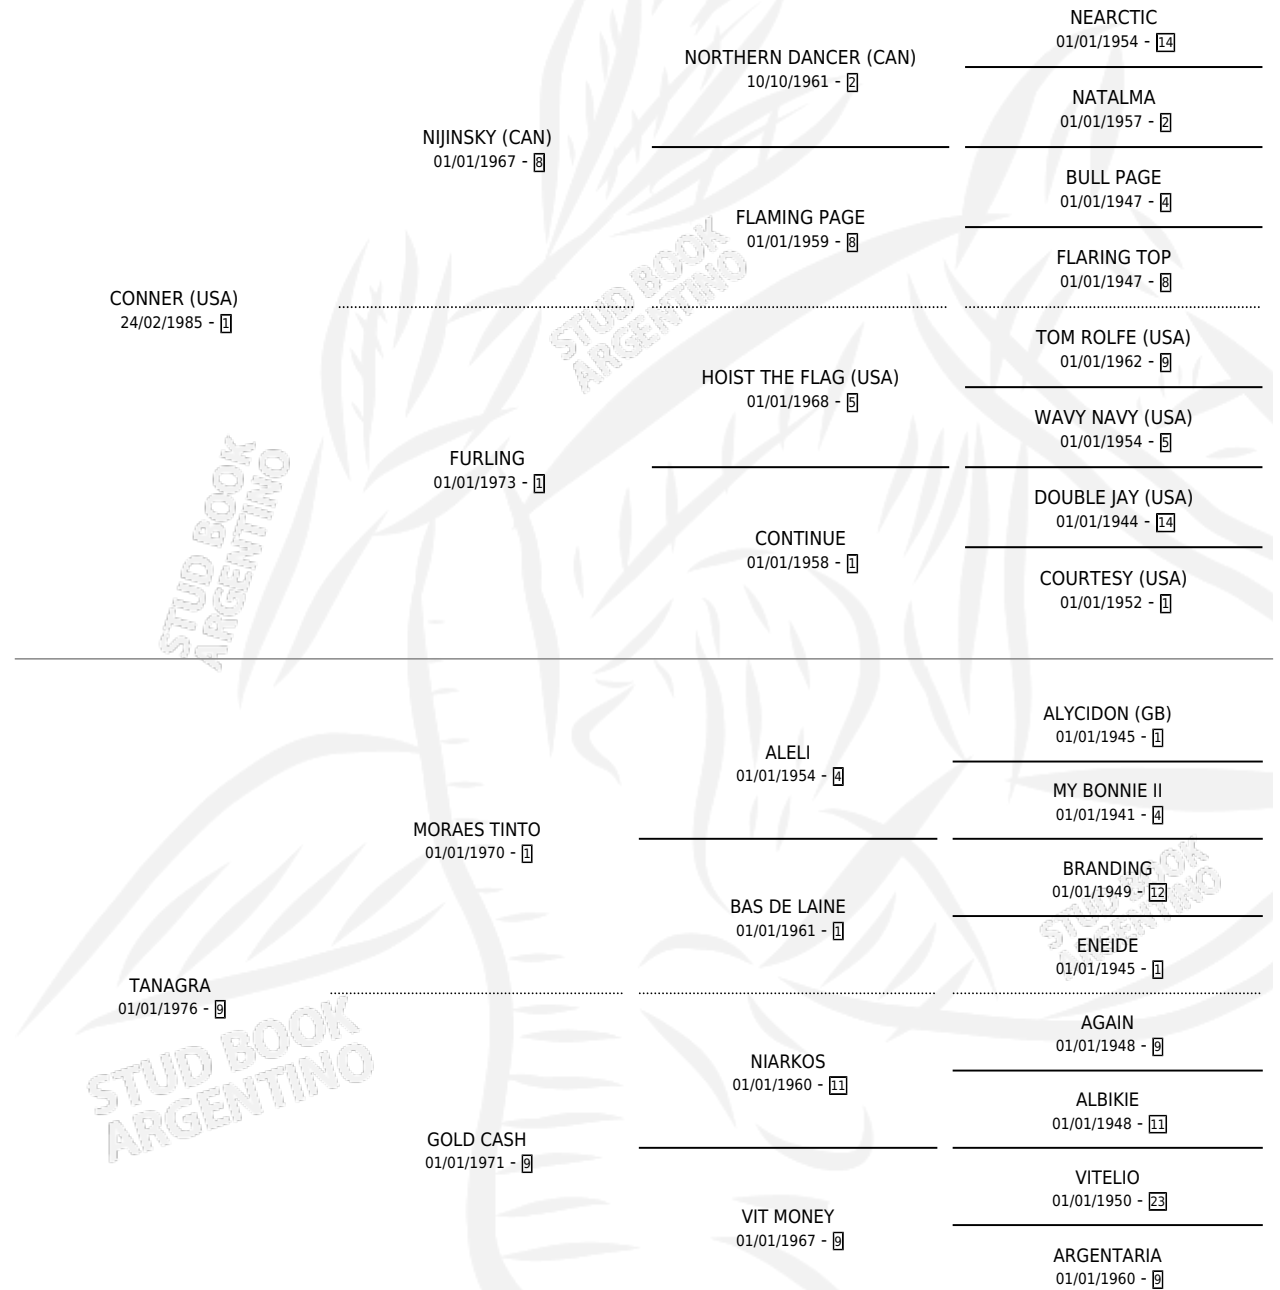 NEARCTIC
01/01/1954 - 14
NORTHERN DANCER (CAN)
10/10/1961 - 2
NATALMA
01/01/1957 - 2
NIJINSKY (CAN)
01/01/1967 - 8
BULL PAGE
01/01/1947 - 4
FLAMING PAGE
01/01/1959 - 8
FLARING TOP
01/01/1947 - 8
CONNER (USA)
24/02/1985 - 1
TOM ROLFE (USA)
01/01/1962 - 9
HOIST THE FLAG (USA)
01/01/1968 - 5
WAVY NAVY (USA)
01/01/1954 - 5
FURLING
01/01/1973 - 1
DOUBLE JAY (USA)
01/01/1944 - 14
CONTINUE
01/01/1958 - 1
COURTESY (USA)
01/01/1952 - 1
STUD BOOK
ARGENTINO
STUD BOOK
ARGENTINO
ALYCIDON (GB)
01/01/1945 - 1
ALELI
01/01/1954 - 4
MY BONNIE II
01/01/1941 - 4
MORAES TINTO
01/01/1970 - 1
BRANDING
01/01/1949 - 12
BAS DE LAINE
01/01/1961 - 1
ENEIDE
01/01/1945 - 1
TANAGRA
01/01/1976 - 9
AGAIN
01/01/1948 - 9
NIARKOS
01/01/1960 - 11
ALBIKIE
01/01/1948 - 11
GOLD CASH
01/01/1971 - 9
VITELIO
01/01/1950 - 23
VIT MONEY
01/01/1967 - 9
ARGENTARIA
01/01/1960 - 9
STUD BOOK
ARGENTINO
STUD BOOK
ARGENTINO